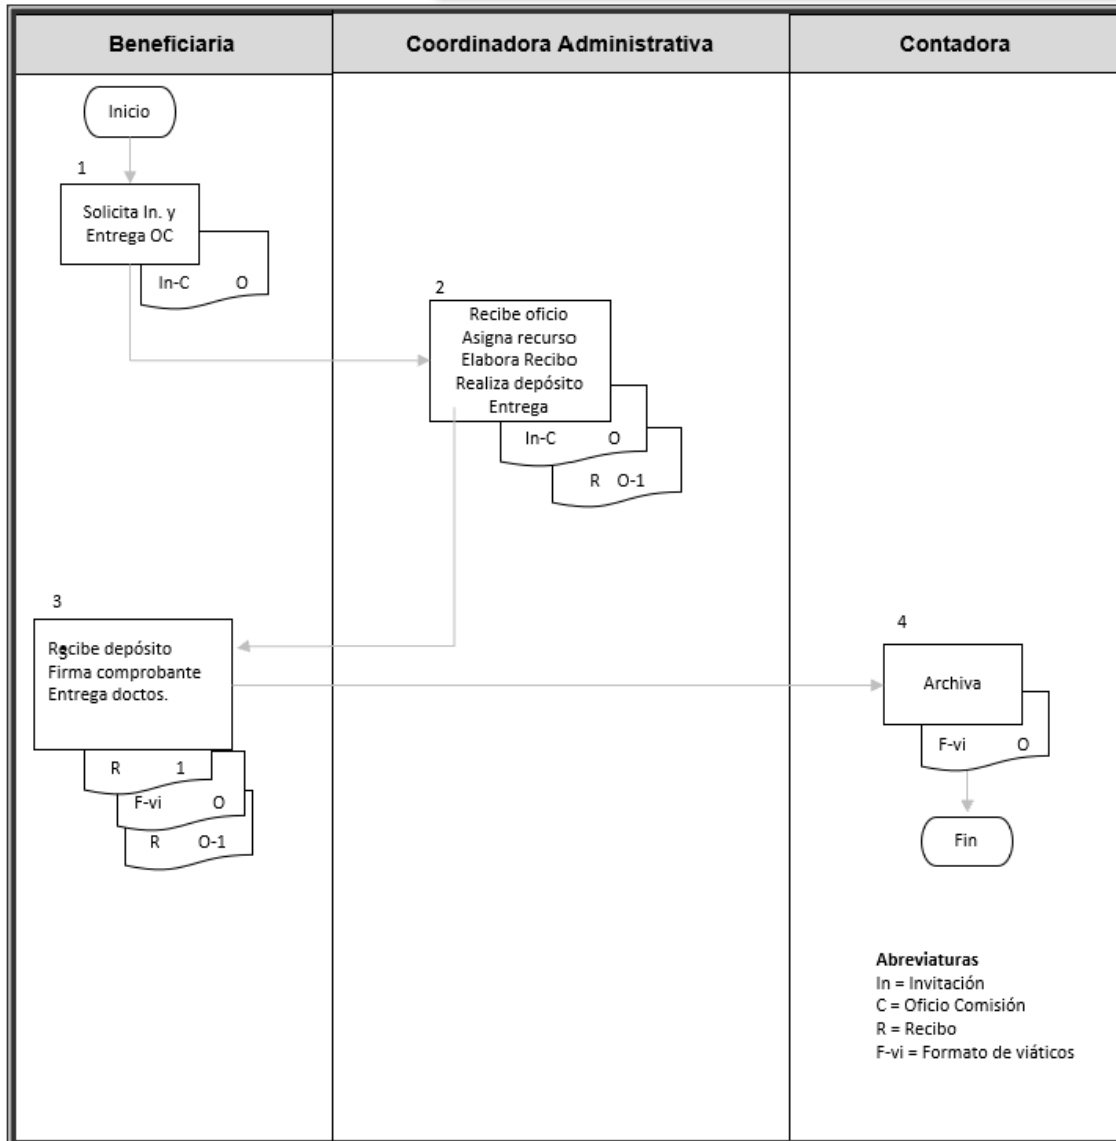 Beneficiaria
Coordinadora Administrativa
Contadora
Inicio
1
Solicita In. y
Entrega OC
In-C O
2
Recibe oficio
Asigna recurso
Elabora Recibo
Realiza depósito
Entrega
In-C O
R O-1
3
Recibe depósito
Firma comprobante
Entrega doctos.
R 1
F-vi O
R O-1
4
Archiva
F-vi O
Fin
Abreviaturas
In = Invitación
C = Oficio Comisión
R = Recibo
F-vi = Formato de viáticos